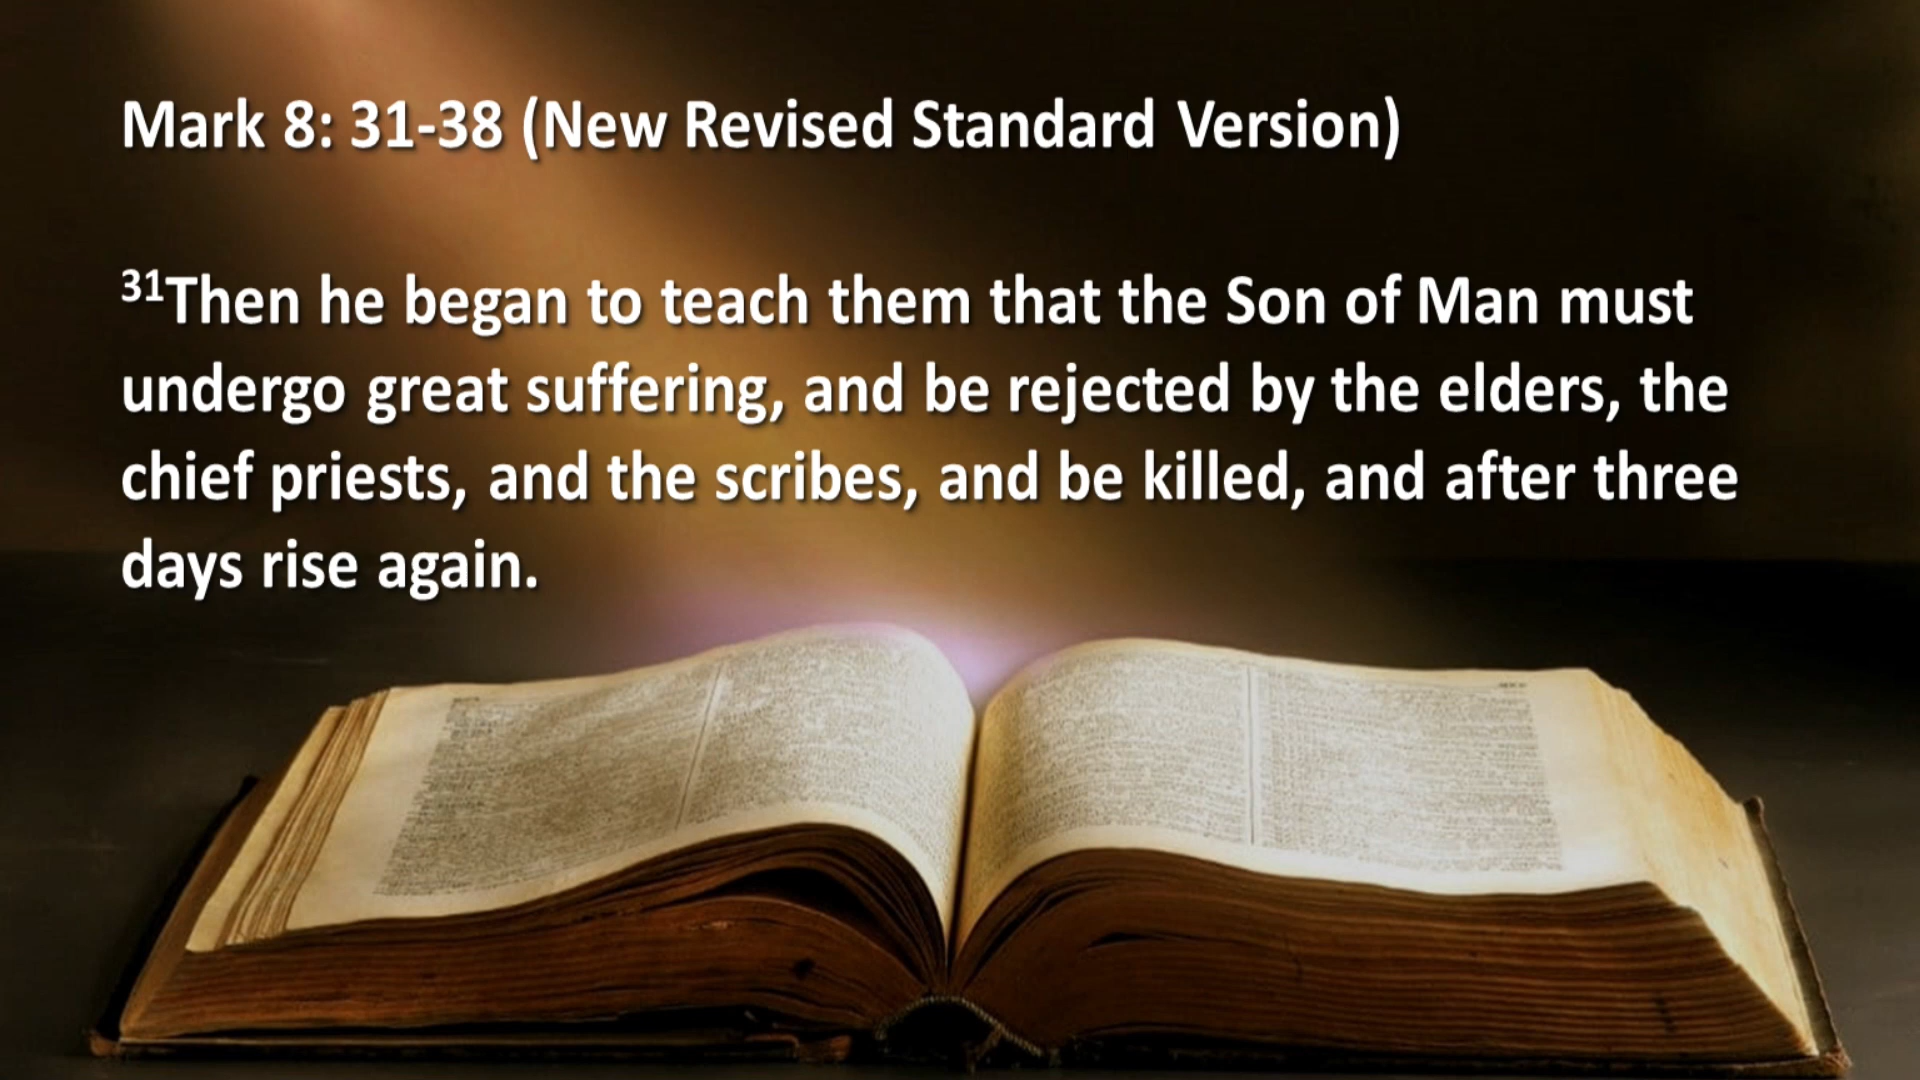 Mark 8: 31-38 (New Revised Standard Version)
31Then he began to teach them that the Son of Man must
undergo great suffering, and be rejected by the elders, the
chief priests, and the scribes, and be killed, and after three
days rise again.